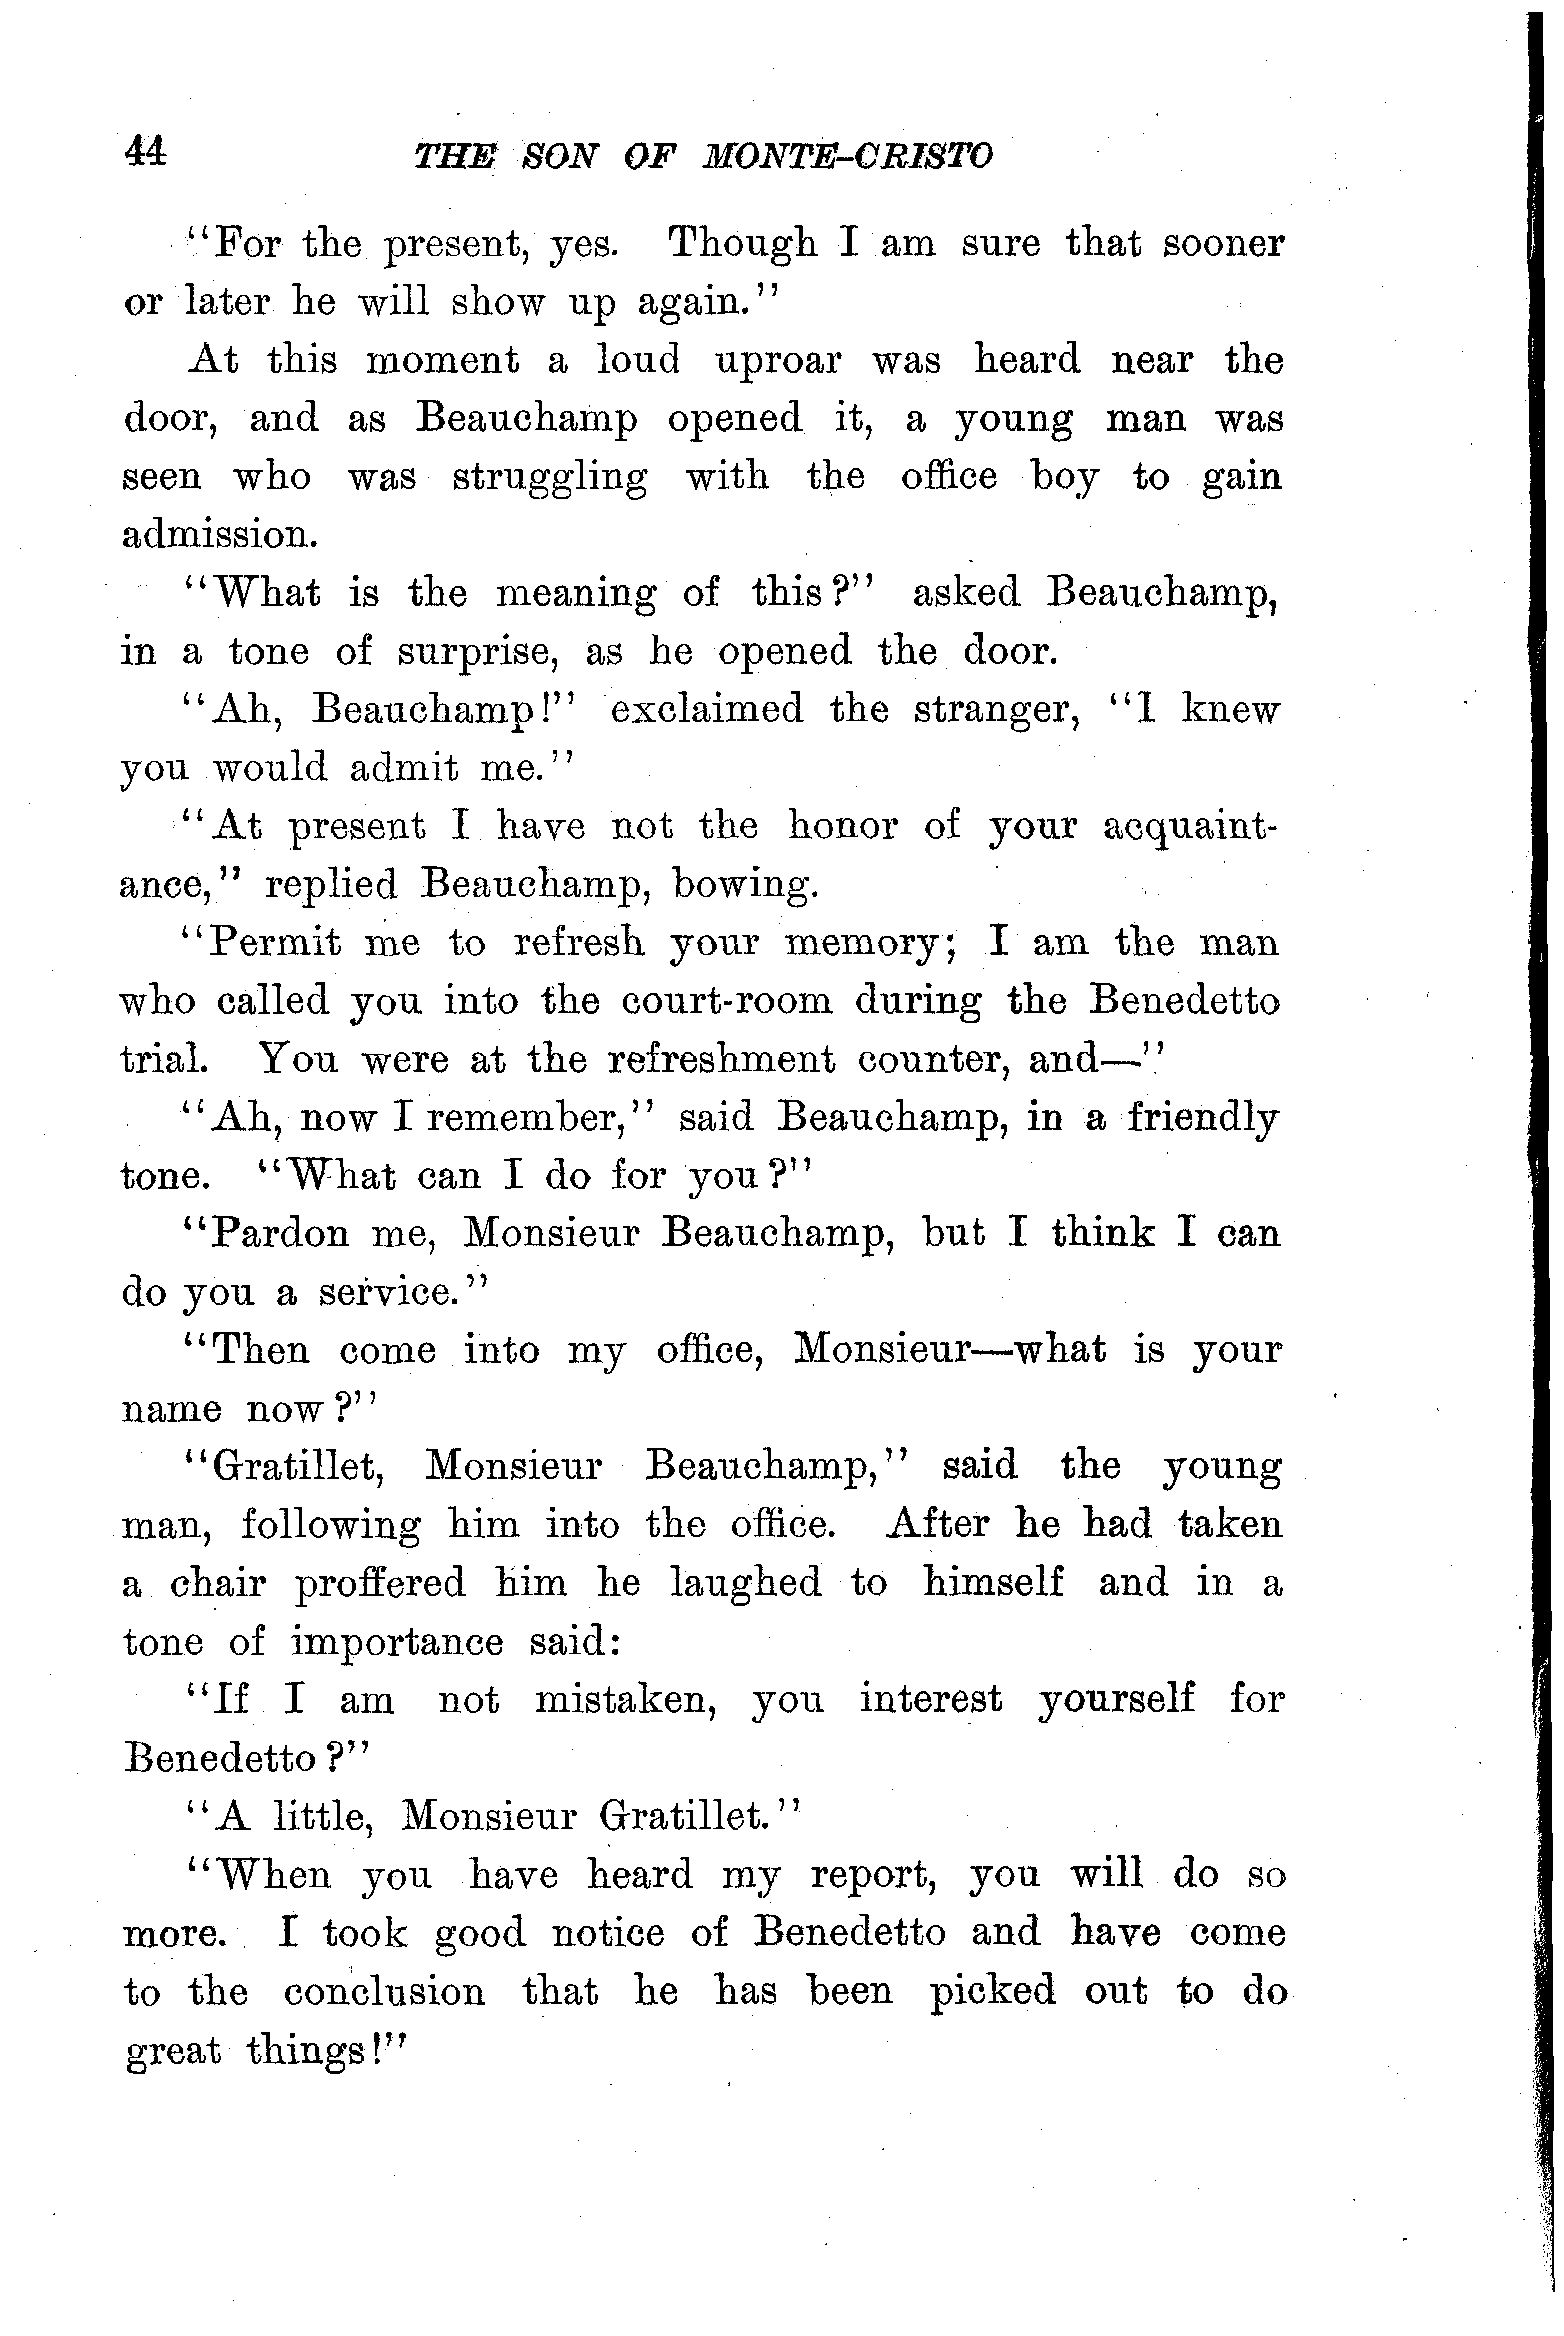 44 THE SON OF MONTE-CRISTO
"For the present, yes. Though I am sure that sooner
or later he will show up again."
At this moment a loud uproar was heard near the
door, and as Beauchamp opened it, a young man was
seen who was struggling with the office boy to gain
admission.
"What is the meaning of this?" asked Beauchamp,
in a tone of surprise, as he opened the door.
"Ah, Beauchamp!" exclaimed the stranger, "I knew
you would admit me."
"At present I have not the honor of your acquaint-
ance," replied Beauchamp, bowing.
"Permit me to refresh your memory; I am the man
who called you into the court-room during the Benedetto
trial. You were at the refreshment counter, and—"
"Ah, now I remember," said Beauchamp, in a friendly
tone. "What can I do for you?"
"Pardon me, Monsieur Beauchamp, but I think I can
do you a service."
"Then come into my office, Monsieur—what is your
name now?"
"Gratillet, Monsieur Beauchamp," said the young
man, following him into the office. After he had taken
a chair proffered him he laughed to himself and in a
tone of importance said:
"If I am not mistaken, you interest yourself for
Benedetto?"
"A little, Monsieur Gratillet."
"When you have heard my report, you will do so
more. I took good notice of Benedetto and have come
to the conclusion that he has been picked out to do
great things!"